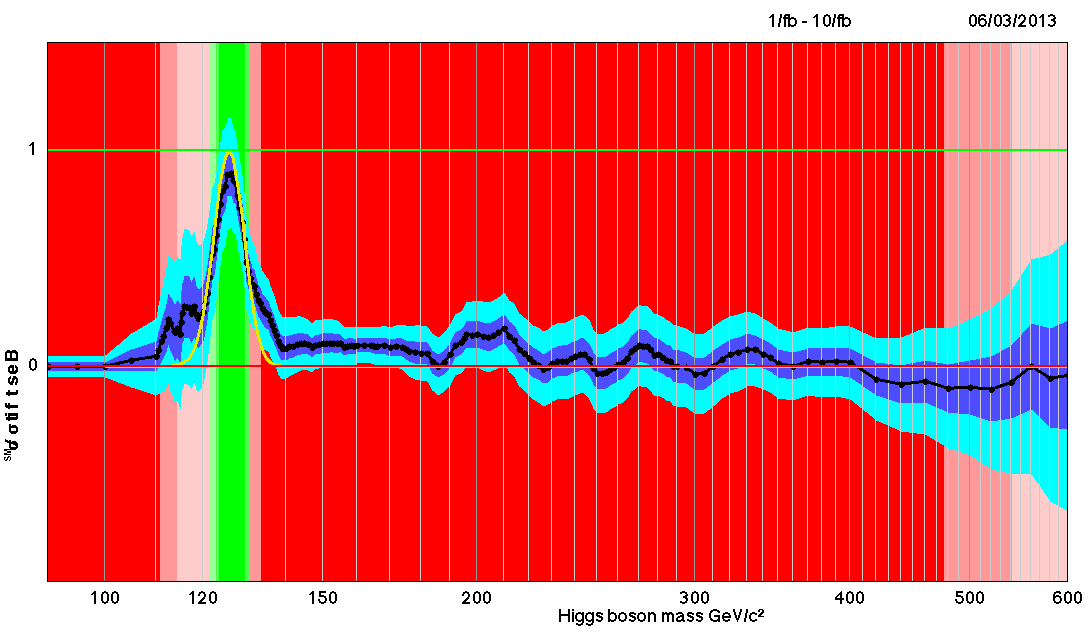 1/fb - 10/fb 06/03/2013
1
0
Best fit σ/σSM
100 120 150 200 300 400 500 600
Higgs boson mass GeV/c²